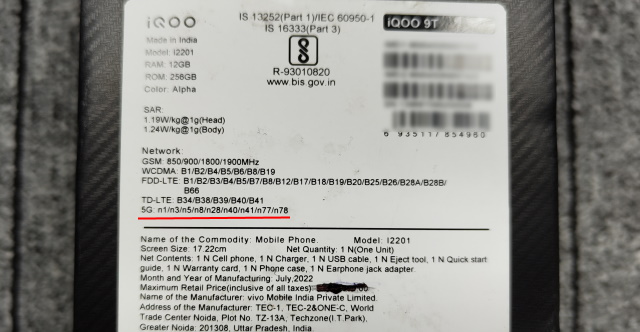 iQOO
Made in India
Model: I2201
RAM: 12GB
ROM: 256GB
Color: Alpha
IS 13252(Part 1)/IEC 60950-1
IS 16333(Part 3)
R-93010820
www.bis.gov.in
iQOO 9T
6 935117 854960
SAR:
1.19W/kg@1g(Head)
1.24W/kg@1g(Body)
Network:
GSM: 850/900/1800/1900MHz
WCDMA: B1/B2/B4/B5/B6/B8/B19
FDD-LTE: B1/B2/B3/B4/B5/B7/B8/B12/B17/B18/B19/B20/B25/B26/B28A/B28B/
B66
TD-LTE: B34/B38/B39/B40/B41
5G: n1/n3/n5/n8/n28/n40/n41/n77/n78
Name of the Commodity: Mobile Phone. Model: I2201
Screen Size: 17.22cm Net Quantity: 1 N(One Unit)
Net Contents: 1 N Cell phone, 1 N Charger, 1 N USB cable, 1 N Eject tool, 1 N Quick start
guide, 1 N Warranty card, 1 N Phone case, 1 N Earphone jack adapter.
Month and Year of Manufacturing: July,2022
Maximum Retail Price(inclusive of all taxes)
Name of the Manufacturer: vivo Mobile India Private Limited.
Address of the Manufacturer: TEC-1, TEC-2&ONE-C, World
Trade Center Noida, Plot No. TZ-13A, Techzone(I.T.Park),
Greater Noida: 201308, Uttar Pradesh, India